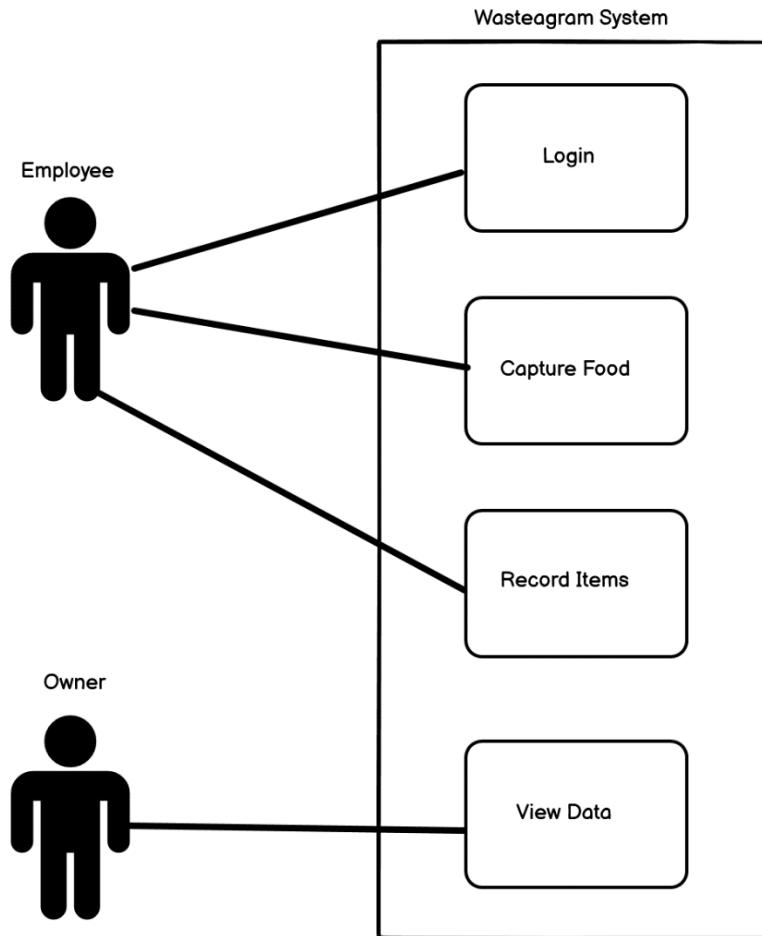 Wasteagram System
Login
Employee
Capture Food
Record Items
Owner
View Data